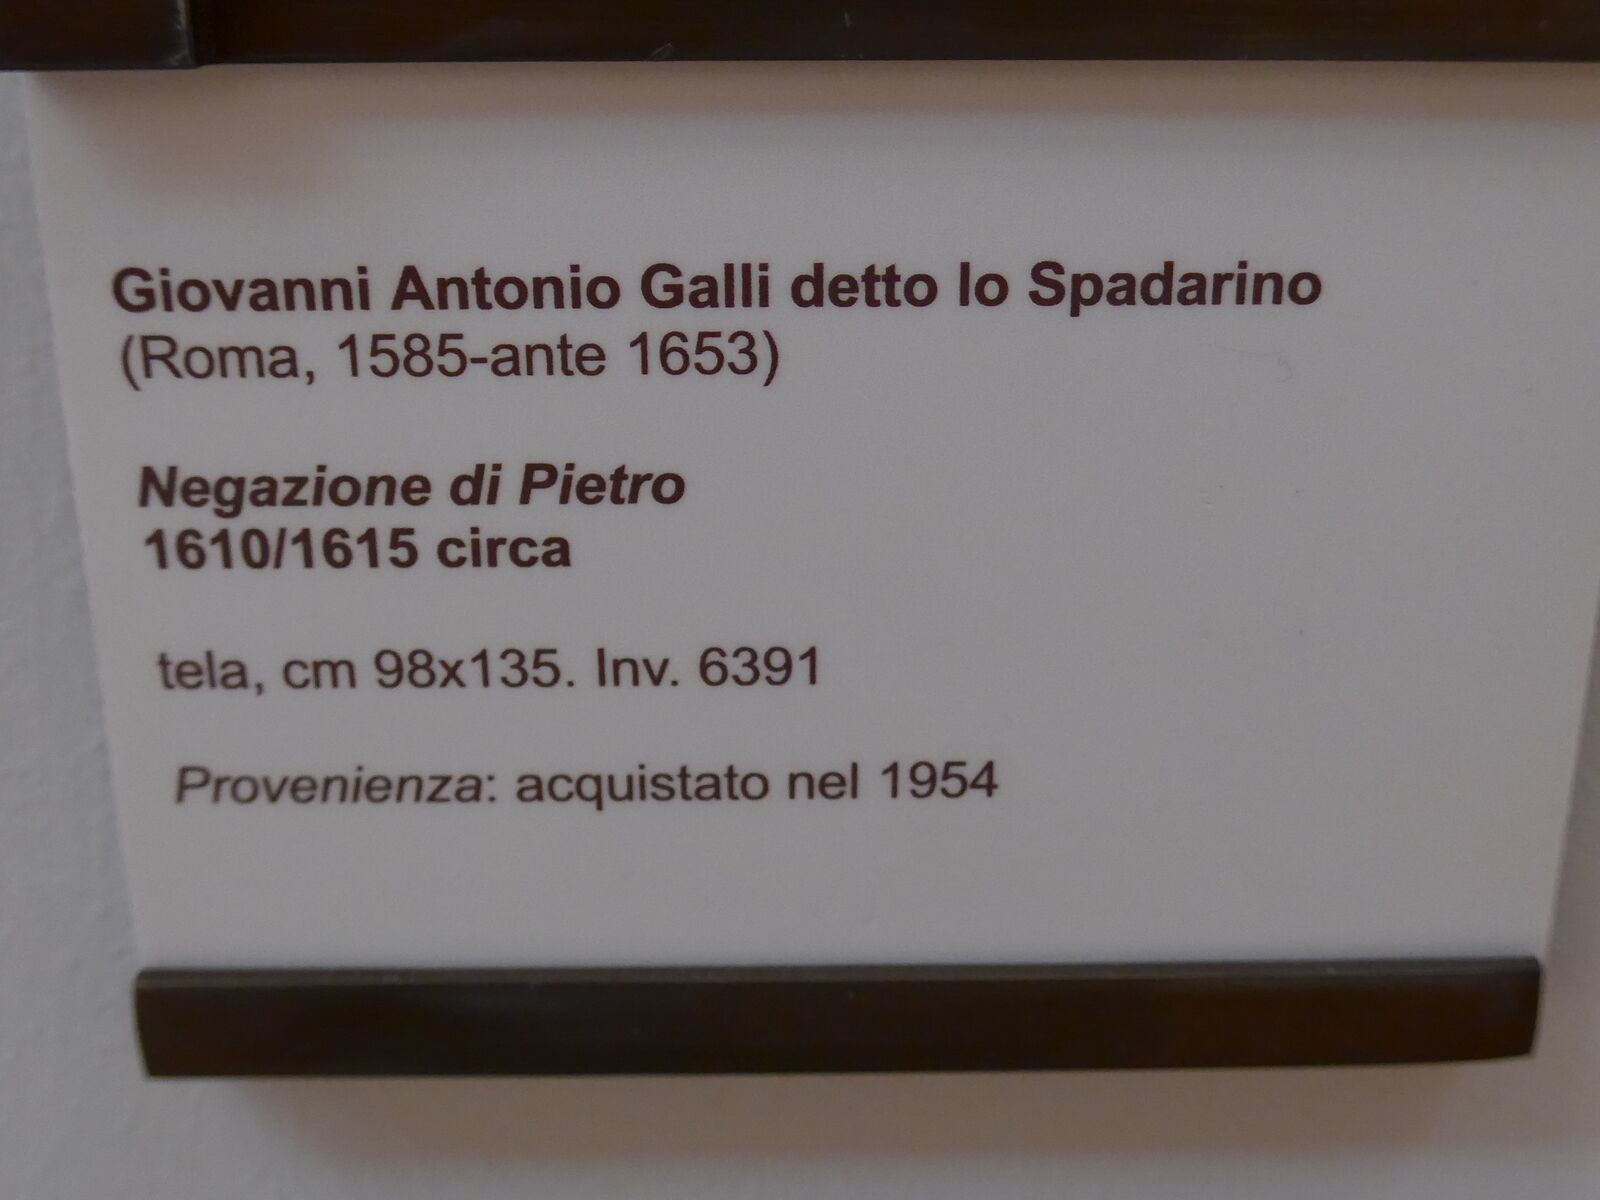 Giovanni Antonio Galli detto lo Spadarino
(Roma, 1585-ante 1653)
Negazione di Pietro
1610/1615 circa
tela, cm 98x135. Inv. 6391
Provenienza: acquistato nel 1954